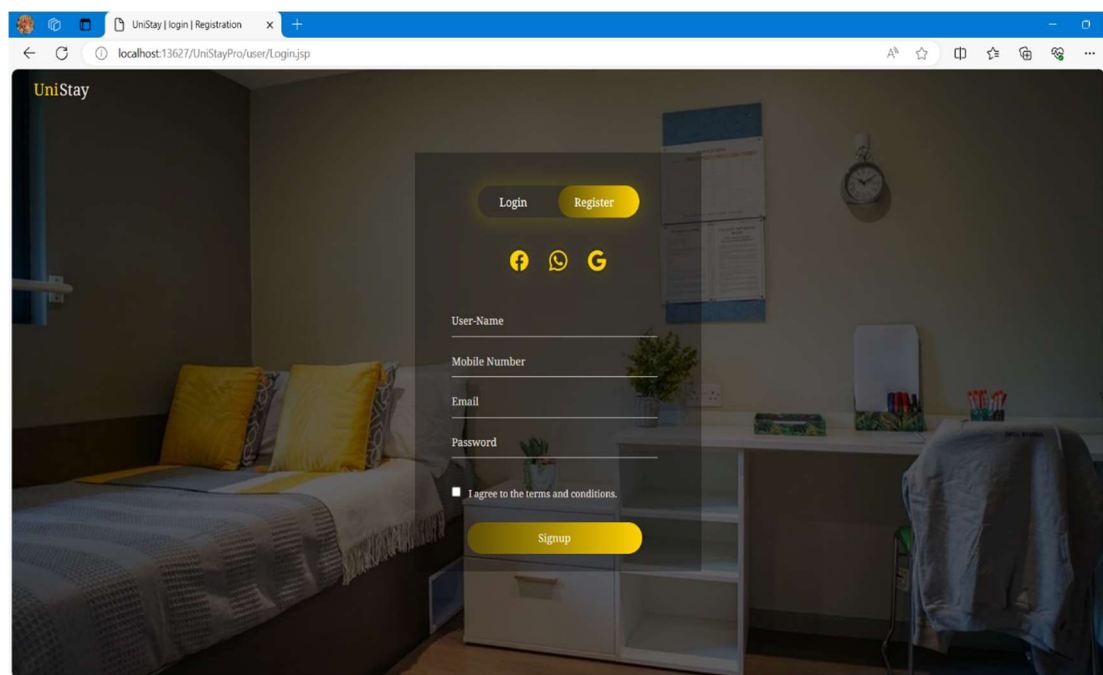 UniStay | login | Registration
localhost:13627/UniStayPro/user/Login.jsp
UniStay
Login Register
User-Name
Mobile Number
Email
Password
I agree to the terms and conditions.
Signup